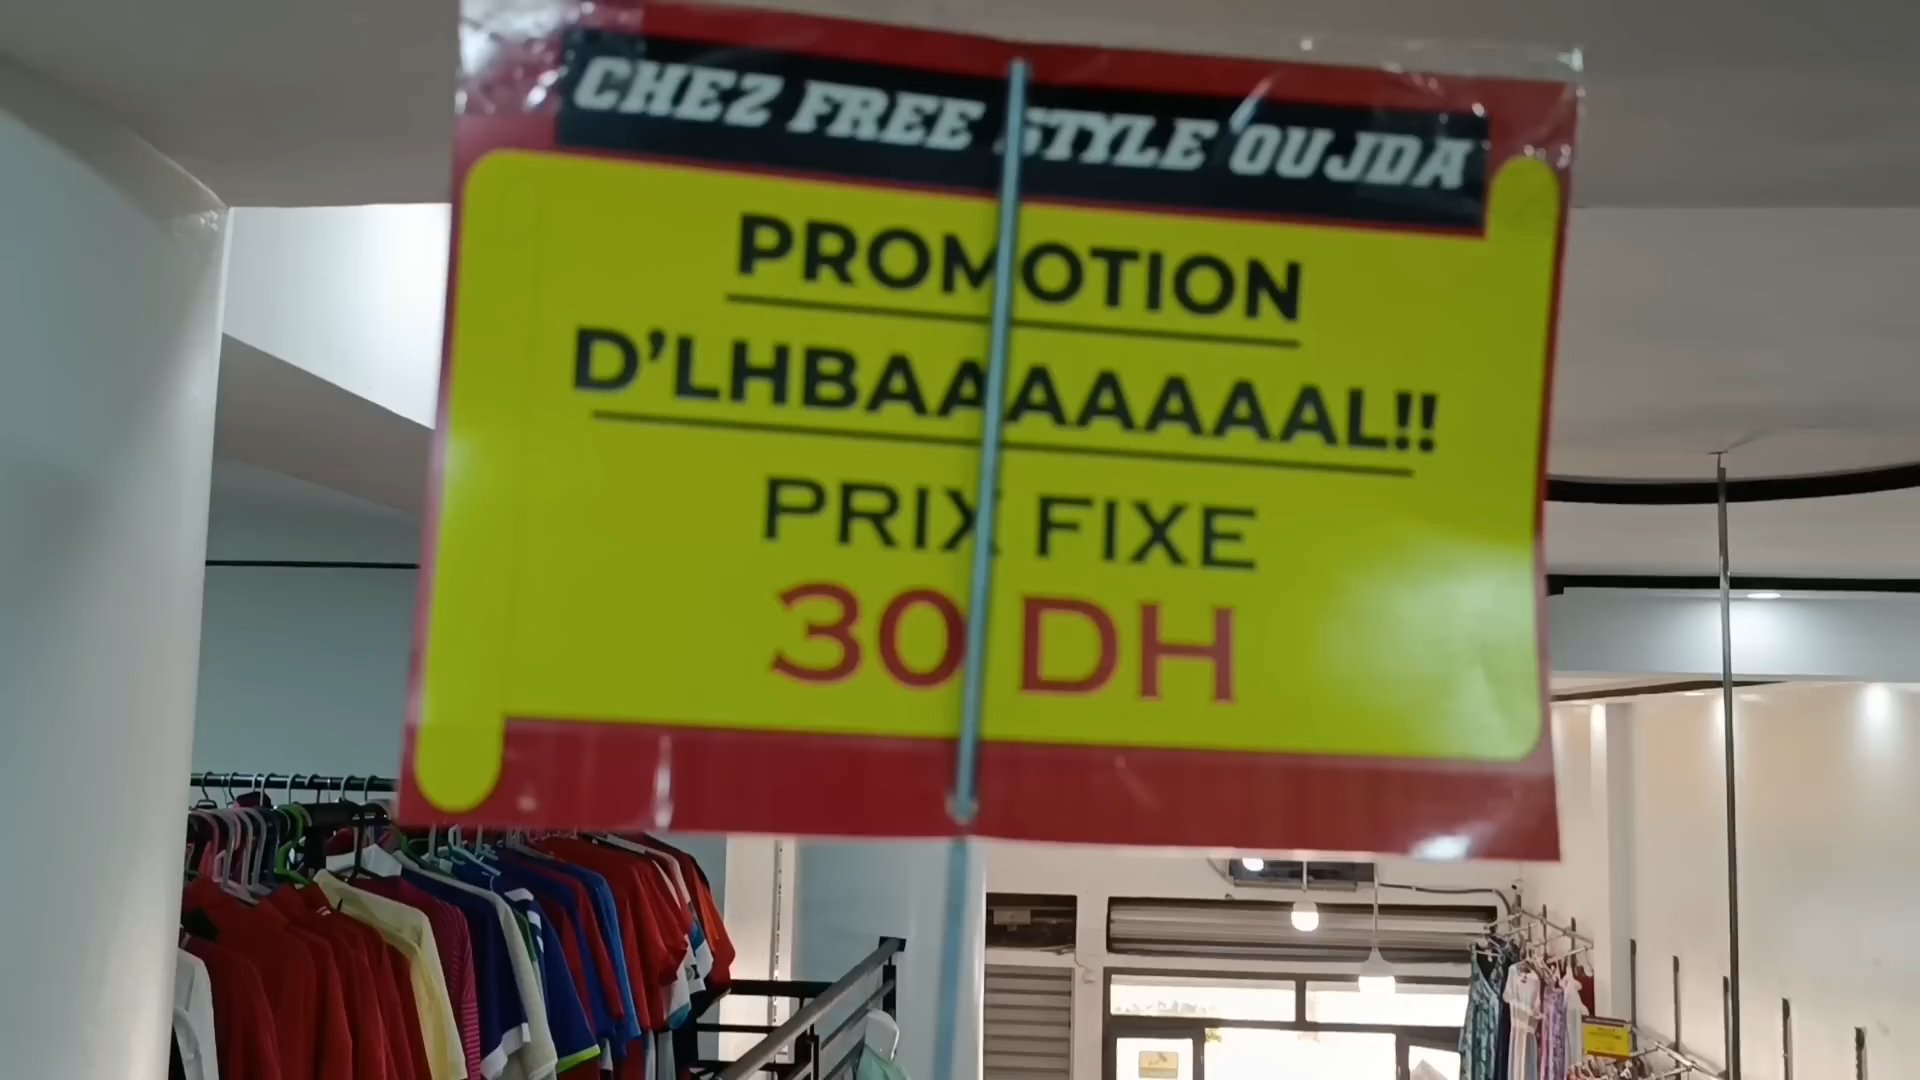 CHEZ FREE STYLE OUJDA
PROMOTION
D'LHBAAAAAAAL!!
PRIX FIXE
30 DH